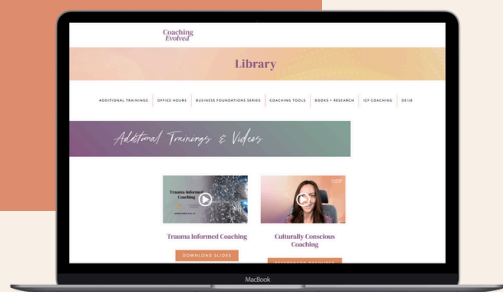 Coaching
Evolved
Library
ADDITIONAL TRAININGS OFFICE HOURS BUSINESS FOUNDATIONS SERIES COACHING TOOLS BOOKS + RESEARCH ICF COACHING DEIJB
Additional Trainings & Videos
Trauma Informed
Coaching
Trauma Informed Coaching
Culturally Conscious
Coaching
DOWNLOAD SLIDES
MacBook